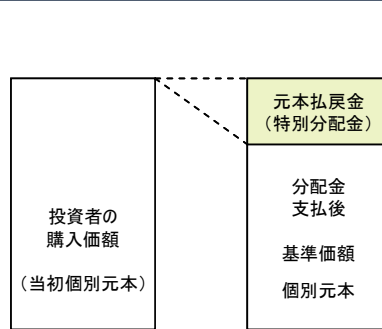 投資者の
購入価額
（当初個別元本）
元本払戻金
（特別分配金）
分配金
支払後
基準価額
個別元本